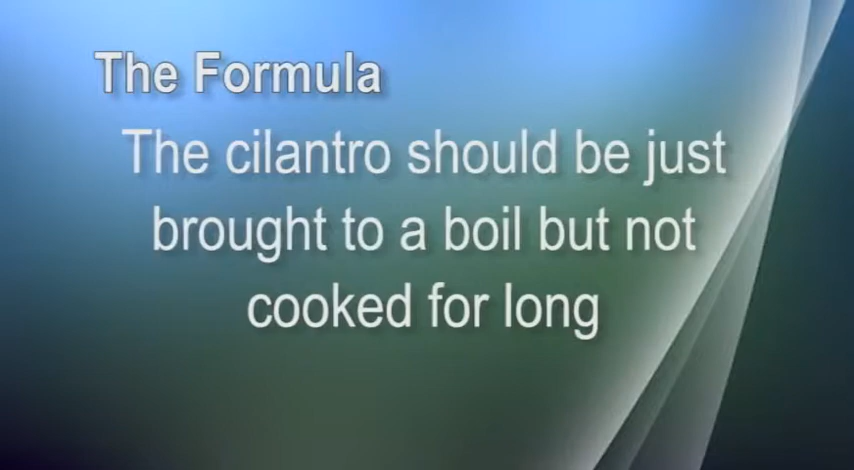 The Formula
The cilantro should be just
brought to a boil but not
cooked for long